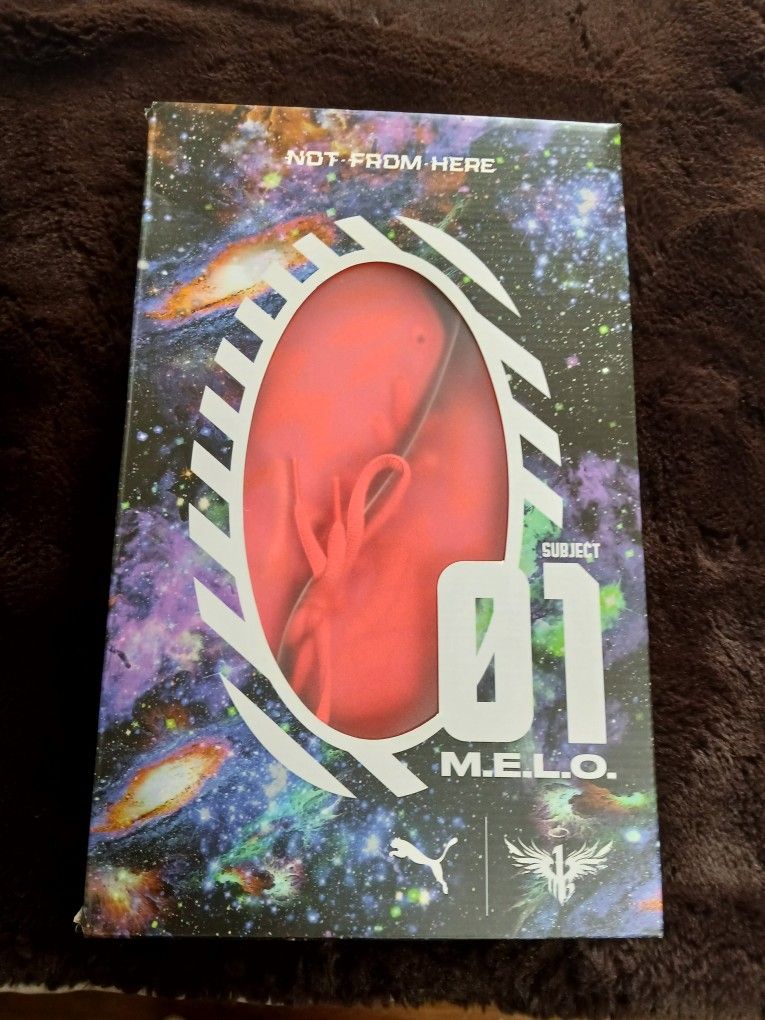 NOT-FROM-HERE
SUBJECT
01
M.E.L.O.